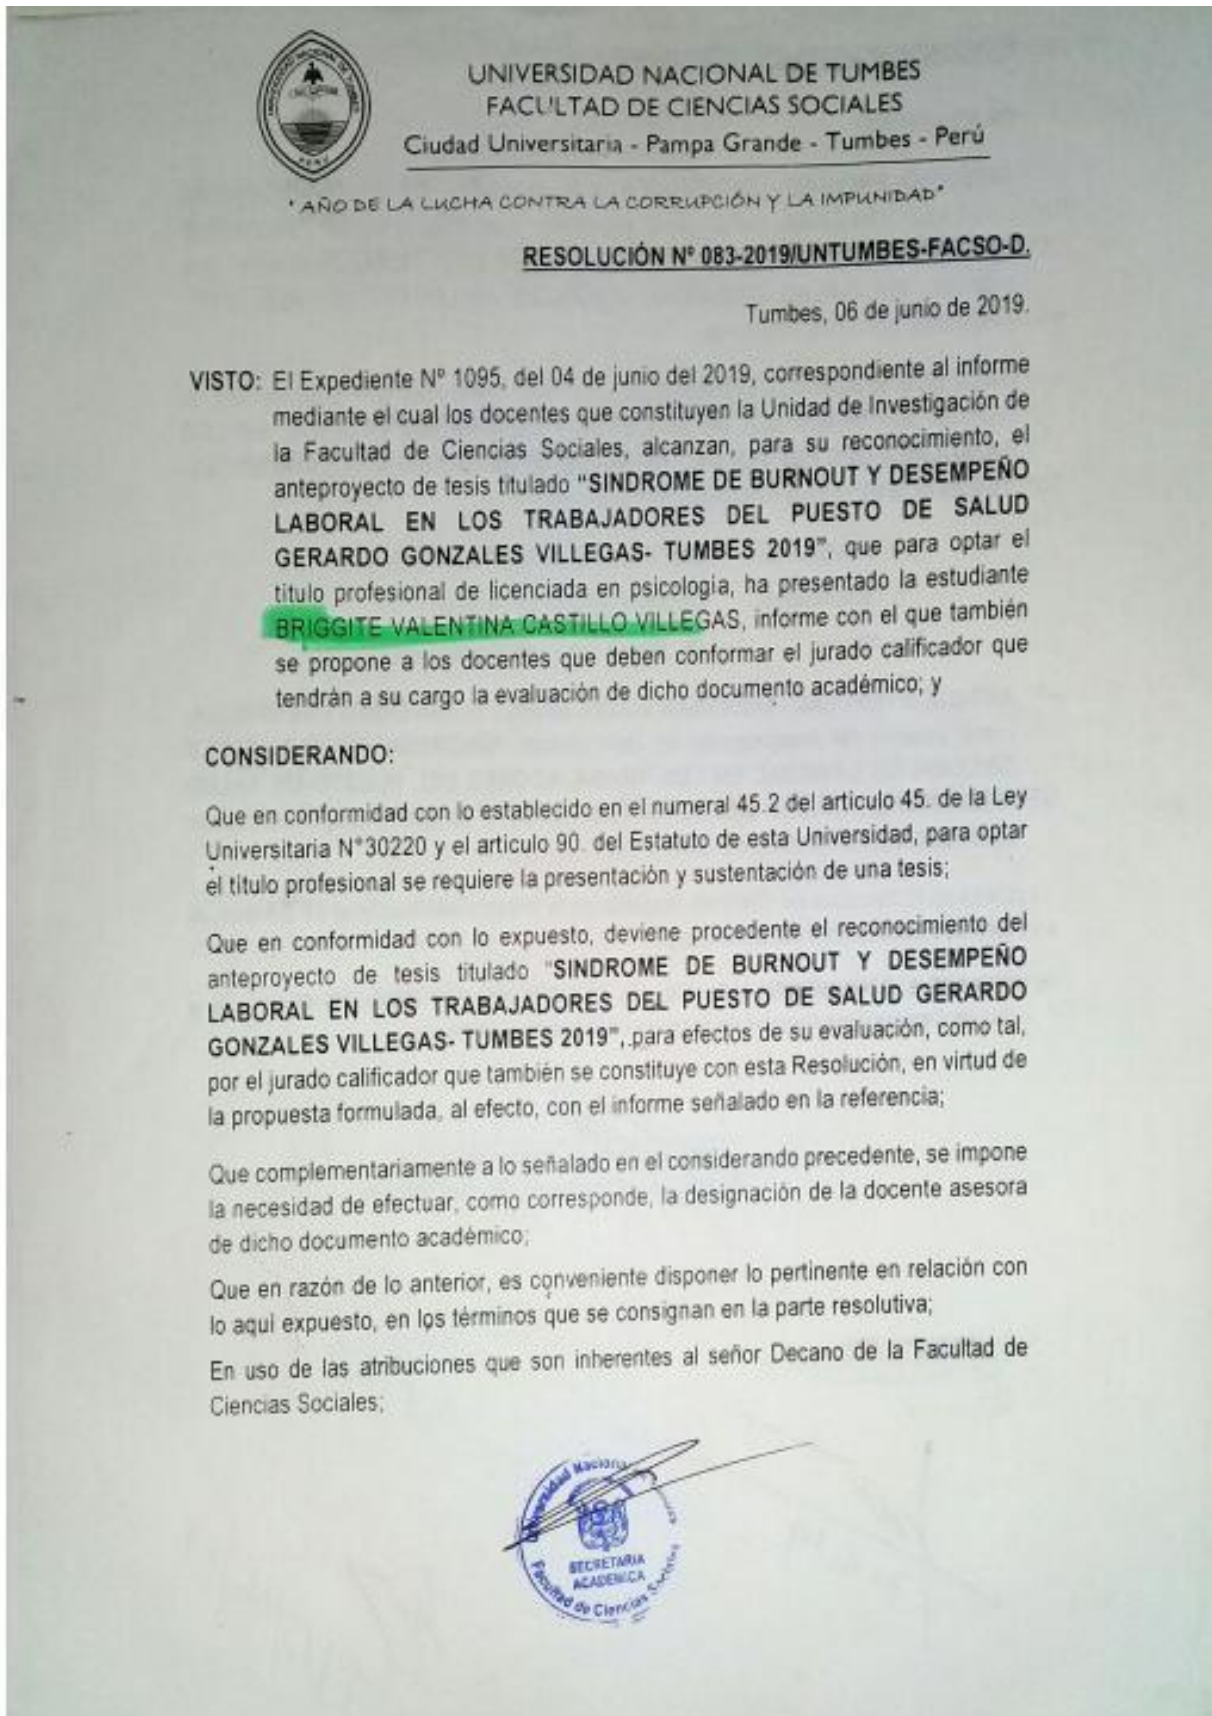 UNIVERSIDAD NACIONAL DE TUMBES
FACULTAD DE CIENCIAS SOCIALES
Ciudad Universitaria - Pampa Grande - Tumbes - Perú
"AÑO DE LA LUCHA CONTRA LA CORRUPCIÓN Y LA IMPUNIDAD"
RESOLUCIÓN Nº 083-2019/UNTUMBES-FACSO-D.
Tumbes, 06 de junio de 2019.
VISTO: El Expediente Nº 1095, del 04 de junio del 2019, correspondiente al informe
mediante el cual los docentes que constituyen la Unidad de Investigación de
la Facultad de Ciencias Sociales, alcanzan, para su reconocimiento, el
anteproyecto de tesis titulado "SINDROME DE BURNOUT Y DESEMPEÑO
LABORAL EN LOS TRABAJADORES DEL PUESTO DE SALUD
GERARDO GONZALES VILLEGAS- TUMBES 2019", que para optar el
titulo profesional de licenciada en psicologia, ha presentado la estudiante
BRIGGITE VALENTINA CASTILLO VILLEGAS, informe con el que también
se propone a los docentes que deben conformar el jurado calificador que
tendrán a su cargo la evaluación de dicho documento académico; y
CONSIDERANDO:
Que en conformidad con lo establecido en el numeral 45.2 del articulo 45. de la Ley
Universitaria N°30220 y el articulo 90. del Estatuto de esta Universidad, para optar
el titulo profesional se requiere la presentación y sustentación de una tesis;
Que en conformidad con lo expuesto, deviene procedente el reconocimiento del
anteproyecto de tesis titulado "SINDROME DE BURNOUT Y DESEMPEÑO
LABORAL EN LOS TRABAJADORES DEL PUESTO DE SALUD GERARDO
GONZALES VILLEGAS- TUMBES 2019", para efectos de su evaluación, como tal,
por el jurado calificador que también se constituye con esta Resolución, en virtud de
la propuesta formulada, al efecto, con el informe señalado en la referencia;
Que complementariamente a lo señalado en el considerando precedente, se impone
la necesidad de efectuar, como corresponde, la designación de la docente asesora
de dicho documento académico;
Que en razón de lo anterior, es conveniente disponer lo pertinente en relación con
lo aqui expuesto, en los términos que se consignan en la parte resolutiva;
En uso de las atribuciones que son inherentes al señor Decano de la Facultad de
Ciencias Sociales;
Universidad Nacional
SECRETARIA
ACADEMICA
Facultad de Ciencias Sociales